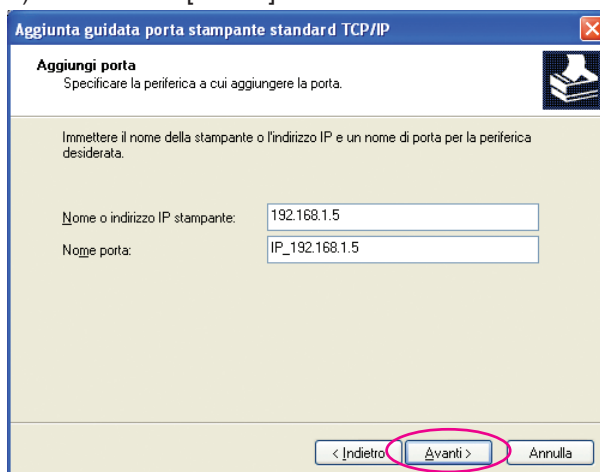 Aggiunta guidata porta stampante standard TCP/IP
Aggiungi porta
Specificare la periferica a cui aggiungere la porta.
Immettere il nome della stampante o l'indirizzo IP e un nome di porta per la periferica
desiderata.
Nome o indirizzo IP stampante: 192.168.1.5
Nome porta: IP_192.168.1.5
< Indietro Avanti > Annulla